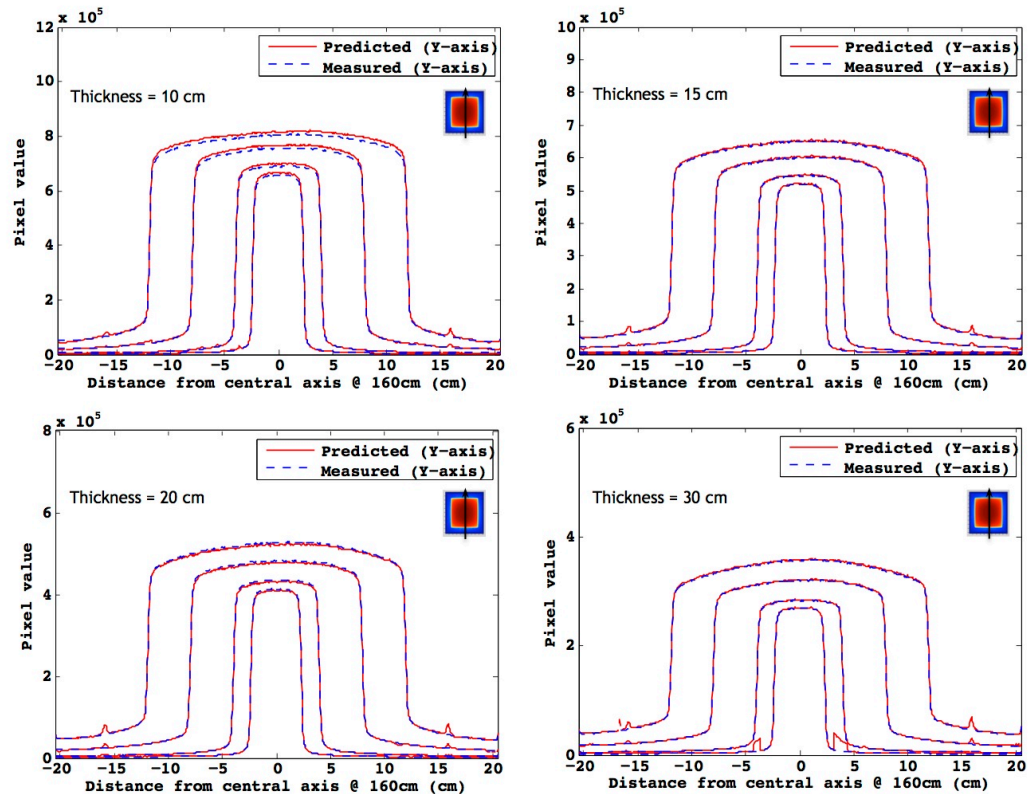 x 10^5
Predicted (Y-axis)
Measured (Y-axis)
Thickness = 10 cm
Pixel value
12
10
8
6
4
2
0
−20 −15 −10 −5 0 5 10 15 20
Distance from central axis @ 160cm (cm)
x 10^5
Predicted (Y-axis)
Measured (Y-axis)
Thickness = 15 cm
Pixel value
10
9
8
7
6
5
4
3
2
1
0
−20 −15 −10 −5 0 5 10 15 20
Distance from central axis @ 160cm (cm)
x 10^5
Predicted (Y-axis)
Measured (Y-axis)
Thickness = 20 cm
Pixel value
8
6
4
2
0
−20 −15 −10 −5 0 5 10 15 20
Distance from central axis @ 160cm (cm)
x 10^5
Predicted (Y-axis)
Measured (Y-axis)
Thickness = 30 cm
Pixel value
6
4
2
0
−20 −15 −10 −5 0 5 10 15 20
Distance from central axis @ 160cm (cm)